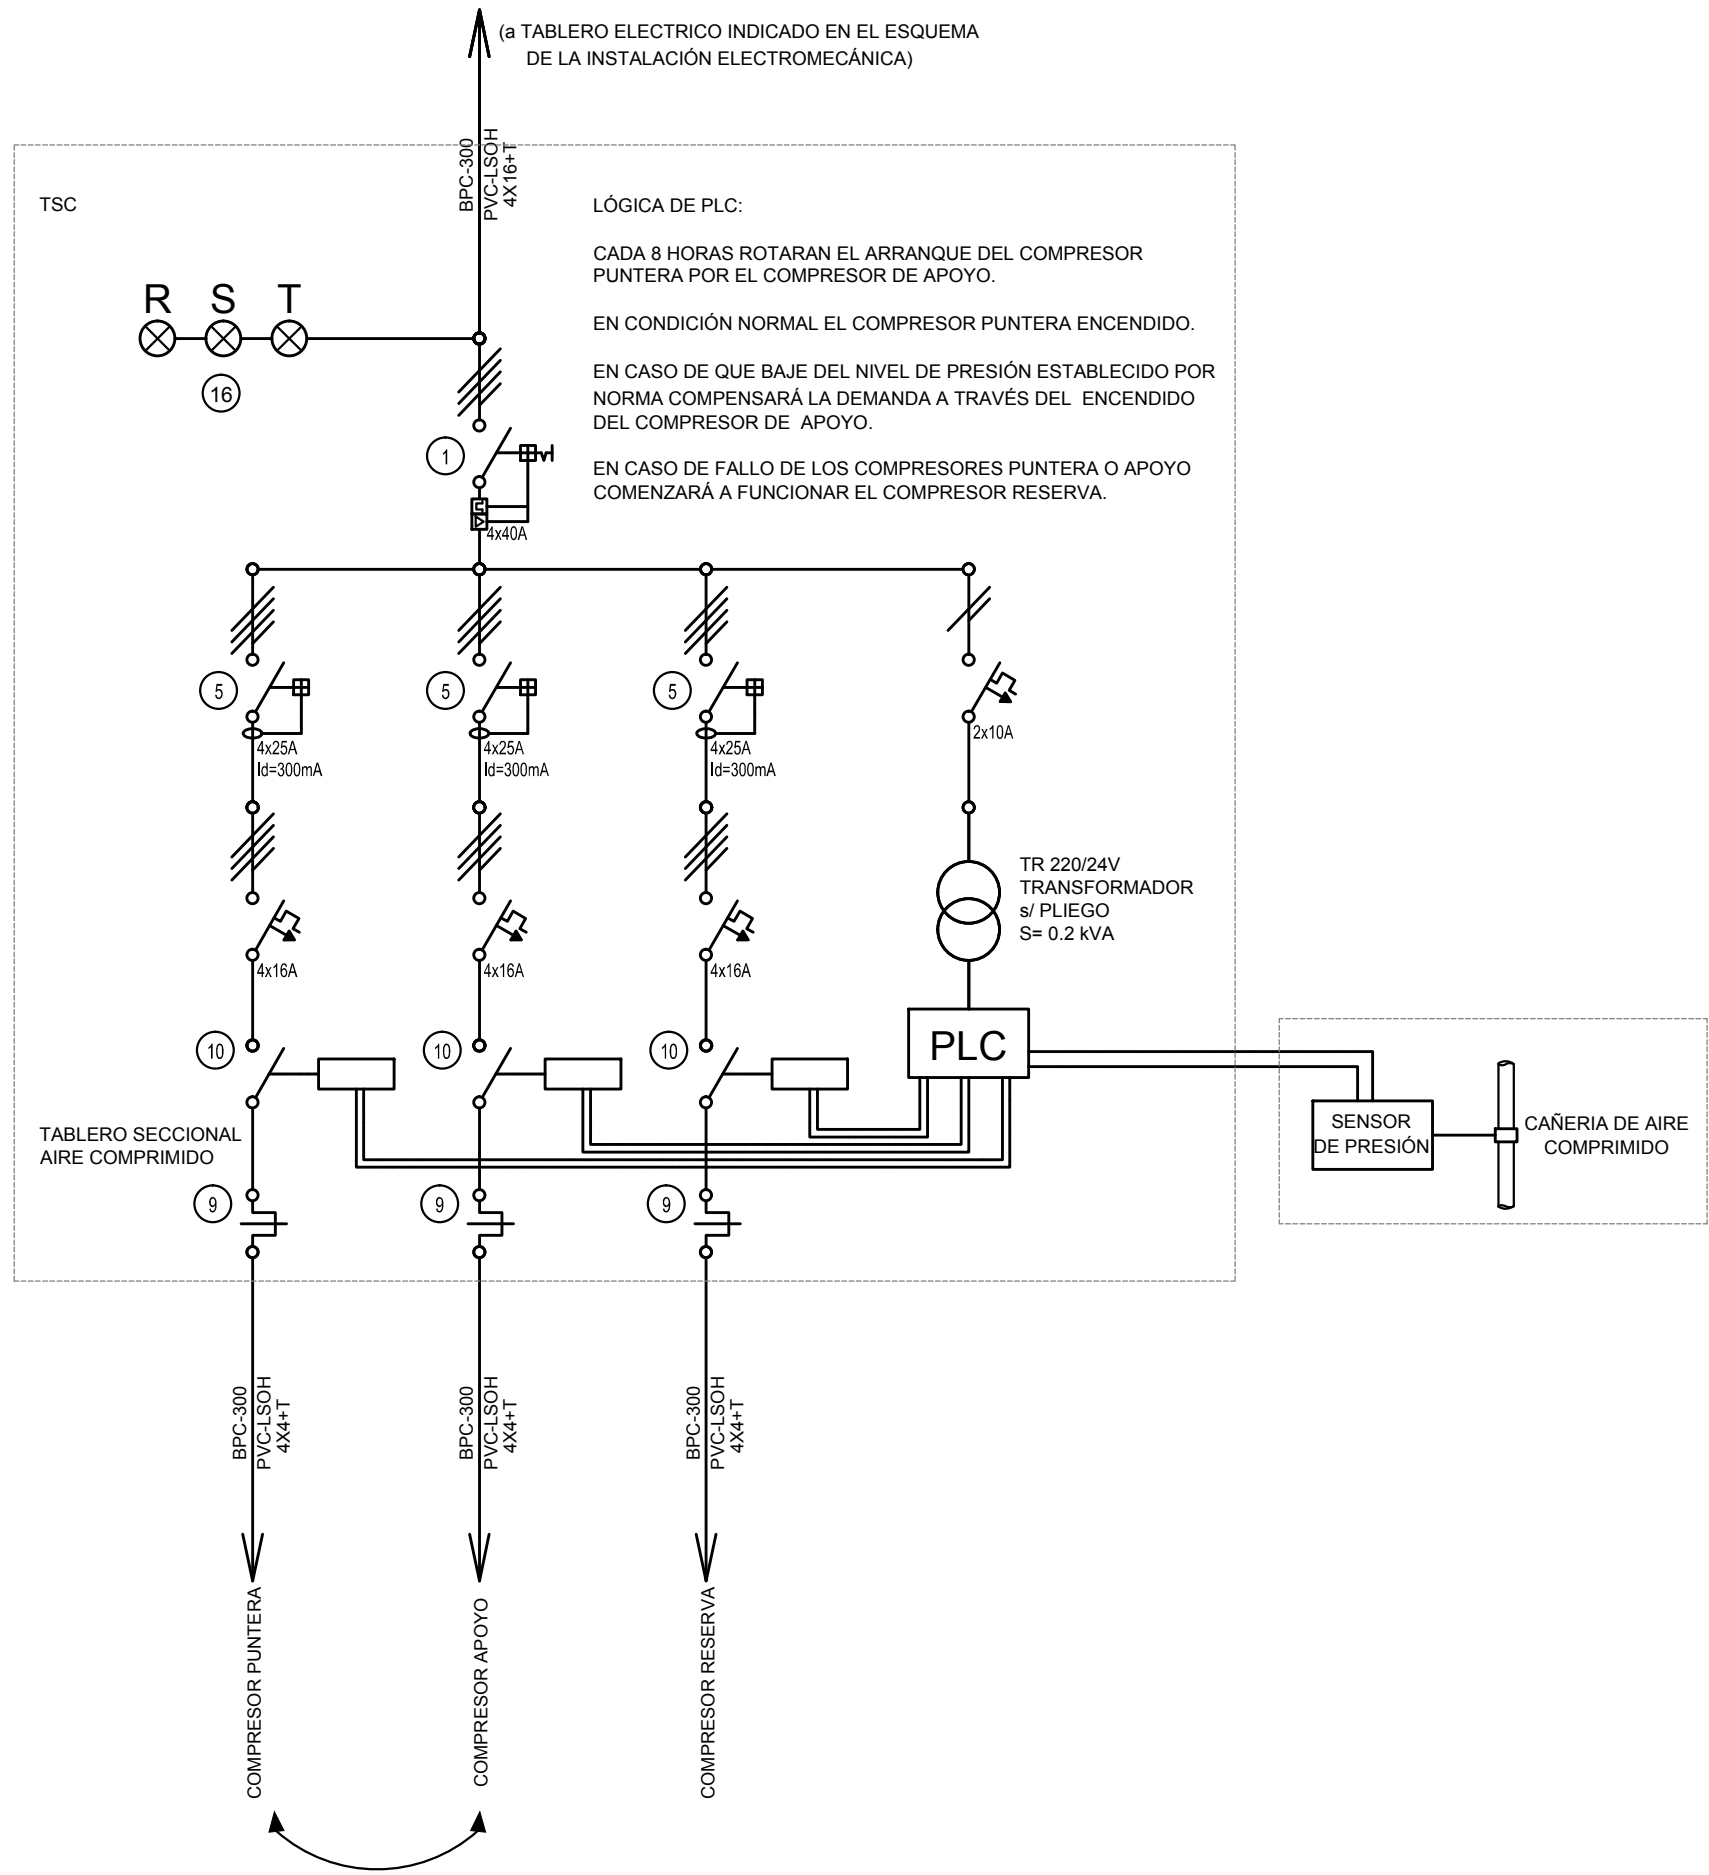 (a TABLERO ELECTRICO INDICADO EN EL ESQUEMA
DE LA INSTALACIÓN ELECTROMECÁNICA)
BPC-300
PVC-LSOH
4X16+T
TSC
LÓGICA DE PLC:
CADA 8 HORAS ROTARAN EL ARRANQUE DEL COMPRESOR
PUNTERA POR EL COMPRESOR DE APOYO.
EN CONDICIÓN NORMAL EL COMPRESOR PUNTERA ENCENDIDO.
EN CASO DE QUE BAJE DEL NIVEL DE PRESIÓN ESTABLECIDO POR
NORMA COMPENSARÁ LA DEMANDA A TRAVÉS DEL ENCENDIDO
DEL COMPRESOR DE APOYO.
EN CASO DE FALLO DE LOS COMPRESORES PUNTERA O APOYO
COMENZARÁ A FUNCIONAR EL COMPRESOR RESERVA.
R S T
16
1
4x40A
5
4x25A
Id=300mA
5
4x25A
Id=300mA
5
4x25A
Id=300mA
2x10A
4x16A
4x16A
4x16A
TR 220/24V
TRANSFORMADOR
s/ PLIEGO
S= 0.2 kVA
10
10
10
PLC
TABLERO SECCIONAL
AIRE COMPRIMIDO
SENSOR
DE PRESIÓN
CAÑERIA DE AIRE
COMPRIMIDO
9
9
9
BPC-300
PVC-LSOH
4X4+T
BPC-300
PVC-LSOH
4X4+T
BPC-300
PVC-LSOH
4X4+T
COMPRESOR PUNTERA
COMPRESOR APOYO
COMPRESOR RESERVA